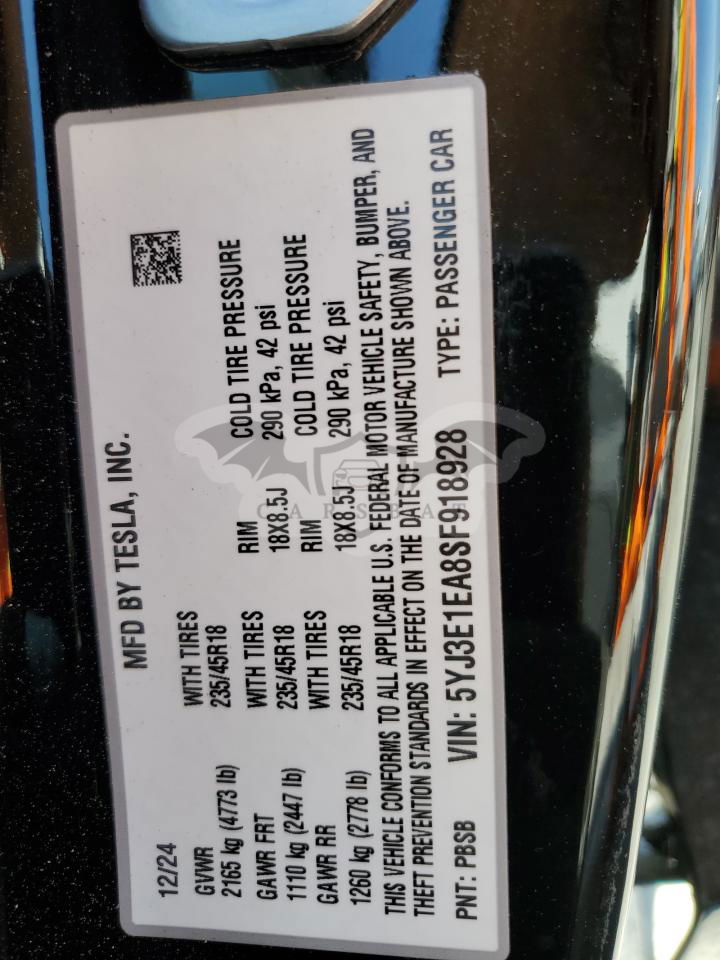 MFD BY TESLA, INC.
12/24
GVWR WITH TIRES
2165 kg (4773 lb) 235/45R18
GAWR FRT WITH TIRES RIM COLD TIRE PRESSURE
1110 kg (2447 lb) 235/45R18 18X8.5J 290 kPa, 42 psi
GAWR RR WITH TIRES RIM COLD TIRE PRESSURE
1260 kg (2778 lb) 235/45R18 18X8.5J 290 kPa, 42 psi
THIS VEHICLE CONFORMS TO ALL APPLICABLE U.S. FEDERAL MOTOR VEHICLE SAFETY, BUMPER, AND
THEFT PREVENTION STANDARDS IN EFFECT ON THE DATE OF MANUFACTURE SHOWN ABOVE.
PNT: PBSB VIN: 5YJ3E1EA8SF918928 TYPE: PASSENGER CAR
CARSBAT